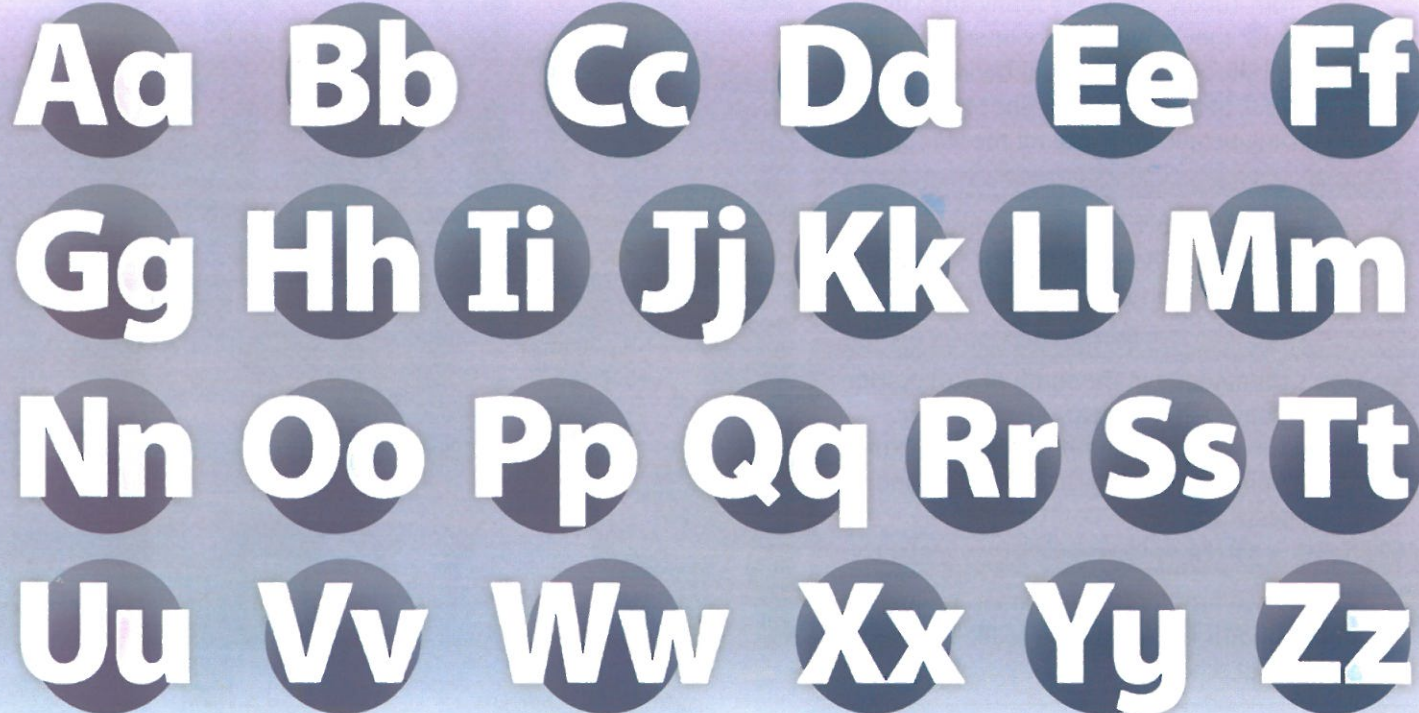 Aa Bb Cc Dd Ee Ff
Gg Hh Ii Jj Kk Ll Mm
Nn Oo Pp Qq Rr Ss Tt
Uu Vv Ww Xx Yy Zz